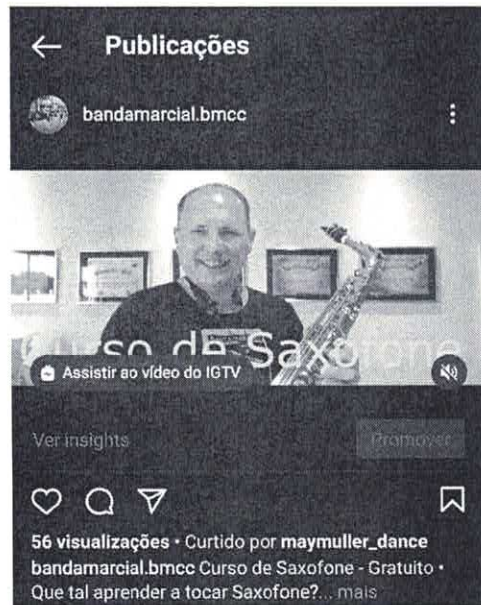 Publicações
bandamarcial.bmcc
Curso de Saxofone
Assistir ao vídeo do IGTV
Ver insights
Promover
56 visualizações • Curtido por maymuller_dance
bandamarcial.bmcc Curso de Saxofone - Gratuito •
Que tal aprender a tocar Saxofone?... mais